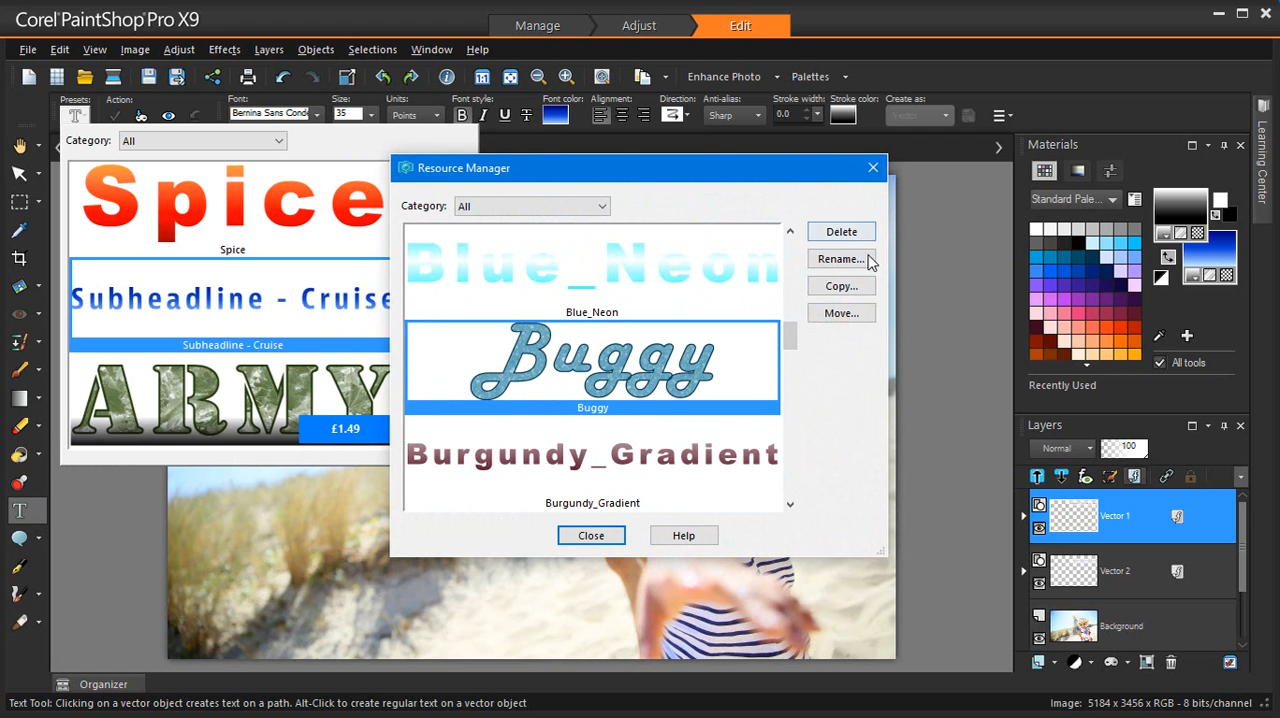 Corel® PaintShop® Pro X9
Manage
Adjust
Edit
File Edit View Image Adjust Effects Layers Objects Selections Window Help
Enhance Photo
Palettes
Presets:
Action:
Font:
Size:
Units:
Font style:
Font color:
Alignment:
Direction:
Anti-alias:
Stroke width:
Stroke color:
Create as:
Bernina Sans Cond
35
Points
Sharp
0.0
Vector
Category: All
Spice
Spice
Subheadline - Cruise
Subheadline - Cruise
ARMY
£1.49
Resource Manager
Category: All
Blue_Neon
Blue_Neon
Buggy
Buggy
Burgundy_Gradient
Burgundy_Gradient
Delete
Rename...
Copy...
Move...
Close
Help
Materials
Standard Pale...
All tools
Recently Used
Learning Center
Layers
Normal
100
Vector 1
Vector 2
Background
Organizer
Text Tool: Clicking on a vector object creates text on a path. Alt-Click to create regular text on a vector object
Image: 5184 x 3456 x RGB - 8 bits/channel